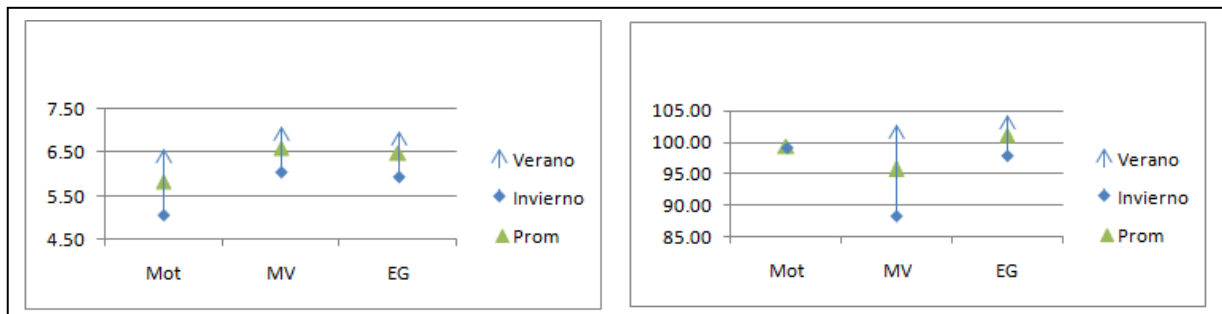 7.50
6.50
5.50
4.50
Mot MV EG
Verano
Invierno
Prom
105.00
100.00
95.00
90.00
85.00
Mot MV EG
Verano
Invierno
Prom